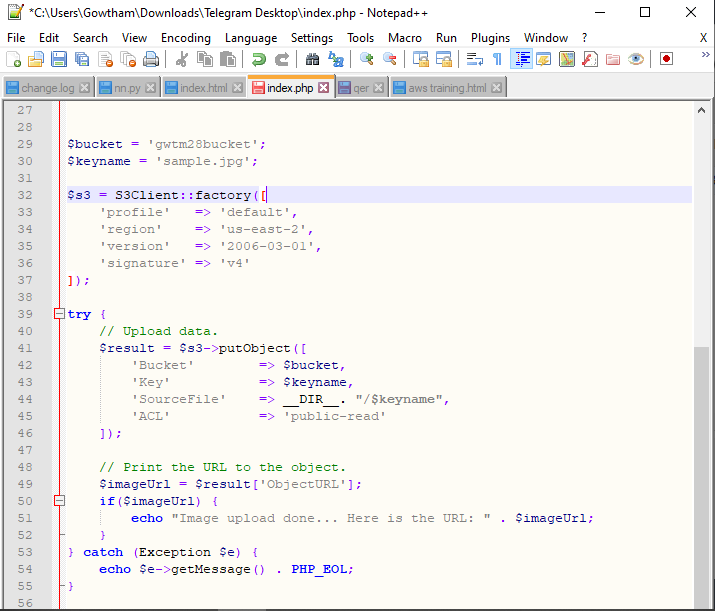 *C:\Users\Gowtham\Downloads\Telegram Desktop\index.php - Notepad++
File Edit Search View Encoding Language Settings Tools Macro Run Plugins Window ? X
change.log nn.py index.html index.php qer aws training.html
27
28
29 $bucket = 'gwtm28bucket';
30 $keyname = 'sample.jpg';
31
32 $s3 = S3Client::factory([
33 'profile' => 'default',
34 'region' => 'us-east-2',
35 'version' => '2006-03-01',
36 'signature' => 'v4'
37 ]);
38
39 try {
40 // Upload data.
41 $result = $s3->putObject([
42 'Bucket' => $bucket,
43 'Key' => $keyname,
44 'SourceFile' => __DIR__. "/$keyname",
45 'ACL' => 'public-read'
46 ]);
47
48 // Print the URL to the object.
49 $imageUrl = $result['ObjectURL'];
50 if($imageUrl) {
51 echo "Image upload done... Here is the URL: " . $imageUrl;
52 }
53 } catch (Exception $e) {
54 echo $e->getMessage() . PHP_EOL;
55 }
56